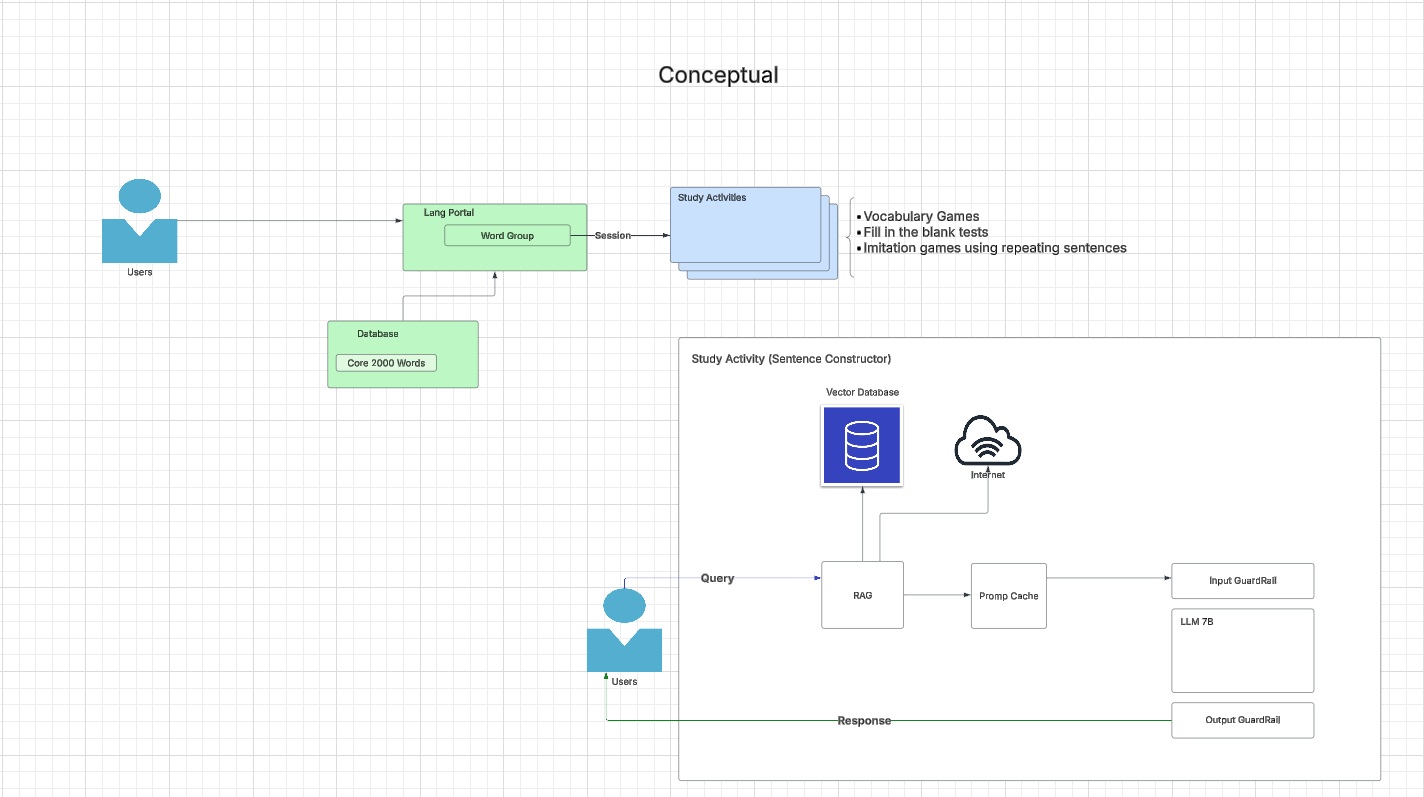 Conceptual
Users
Lang Portal
Word Group
Session
Study Activities
▪ Vocabulary Games
▪ Fill in the blank tests
▪ Imitation games using repeating sentences
Database
Core 2000 Words
Study Activity (Sentence Constructor)
Vector Database
Internet
Query
RAG
Promp Cache
Input GuardRail
LLM 7B
Users
Response
Output GuardRail